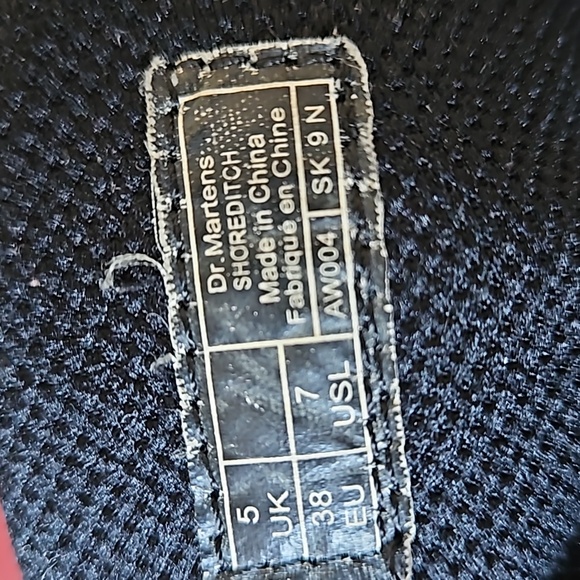 Dr.Martens
SHOREDITCH
Made in China
Fabriqué en Chine
AW004 SK 9 N
5 UK
7 USL
38 EU